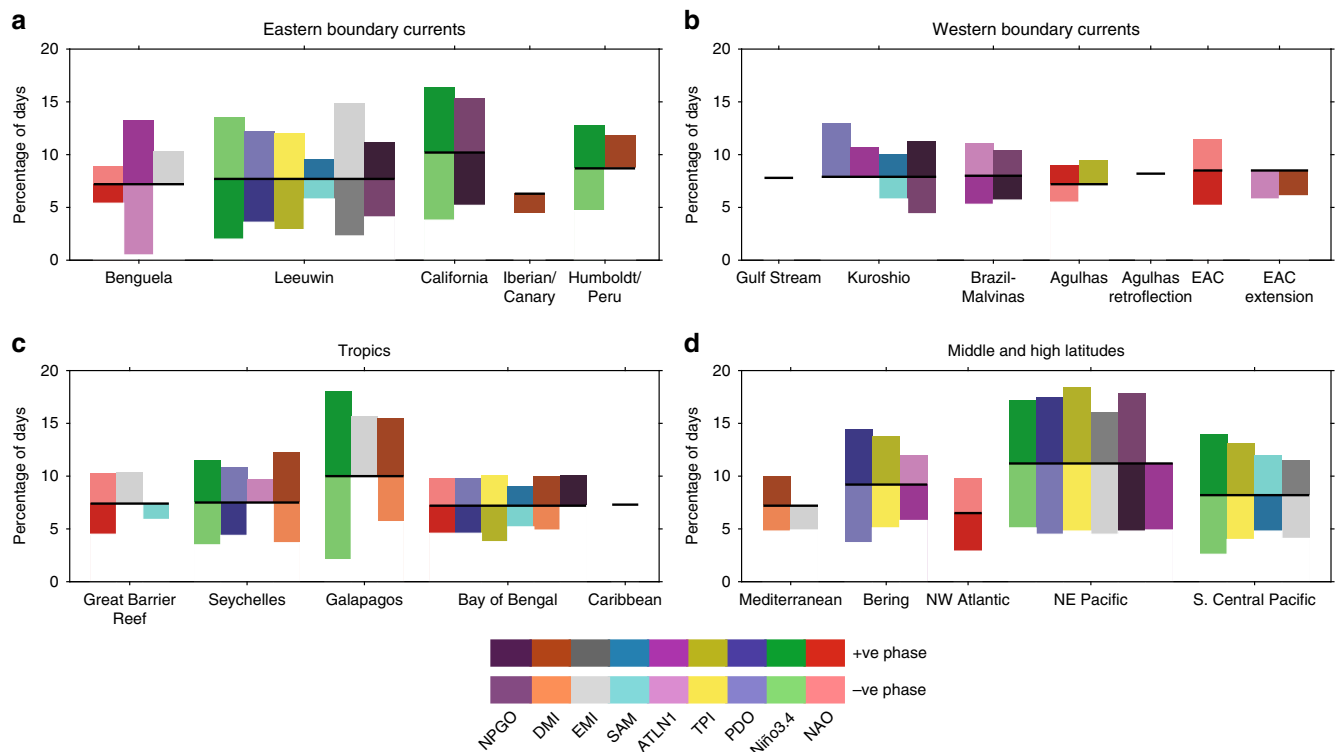 a
Eastern boundary currents
Percentage of days
20
15
10
5
0
Benguela
Leeuwin
California
Iberian/
Canary
Humboldt/
Peru
b
Western boundary currents
Percentage of days
20
15
10
5
0
Gulf Stream
Kuroshio
Brazil-
Malvinas
Agulhas
Agulhas
retroflection
EAC
EAC
extension
c
Tropics
Percentage of days
20
15
10
5
0
Great Barrier
Reef
Seychelles
Galapagos
Bay of Bengal
Caribbean
d
Middle and high latitudes
Percentage of days
20
15
10
5
0
Mediterranean
Bering
NW Atlantic
NE Pacific
S. Central Pacific
+ve phase
–ve phase
NPGO
DMI
EMI
SAM
ATLN1
TPI
PDO
Niño3.4
NAO